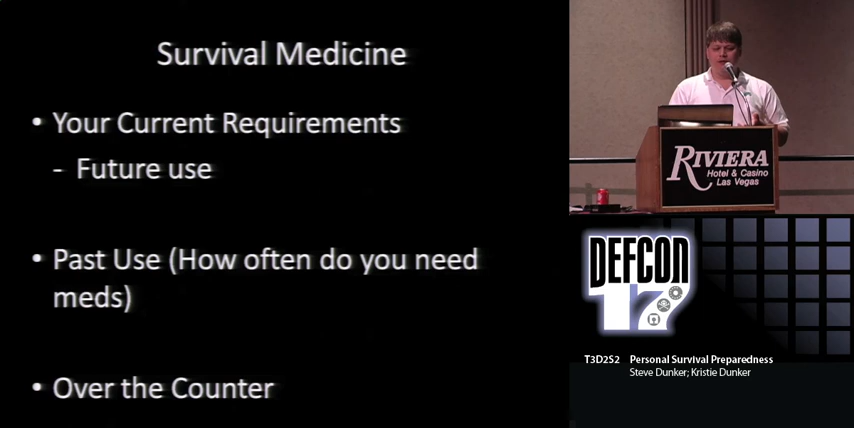 Survival Medicine
• Your Current Requirements
- Future use
• Past Use (How often do you need
meds)
• Over the Counter
RIVIERA
Hotel & Casino
Las Vegas
DEFCON
17
T3D2S2 Personal Survival Preparedness
Steve Dunker; Kristie Dunker